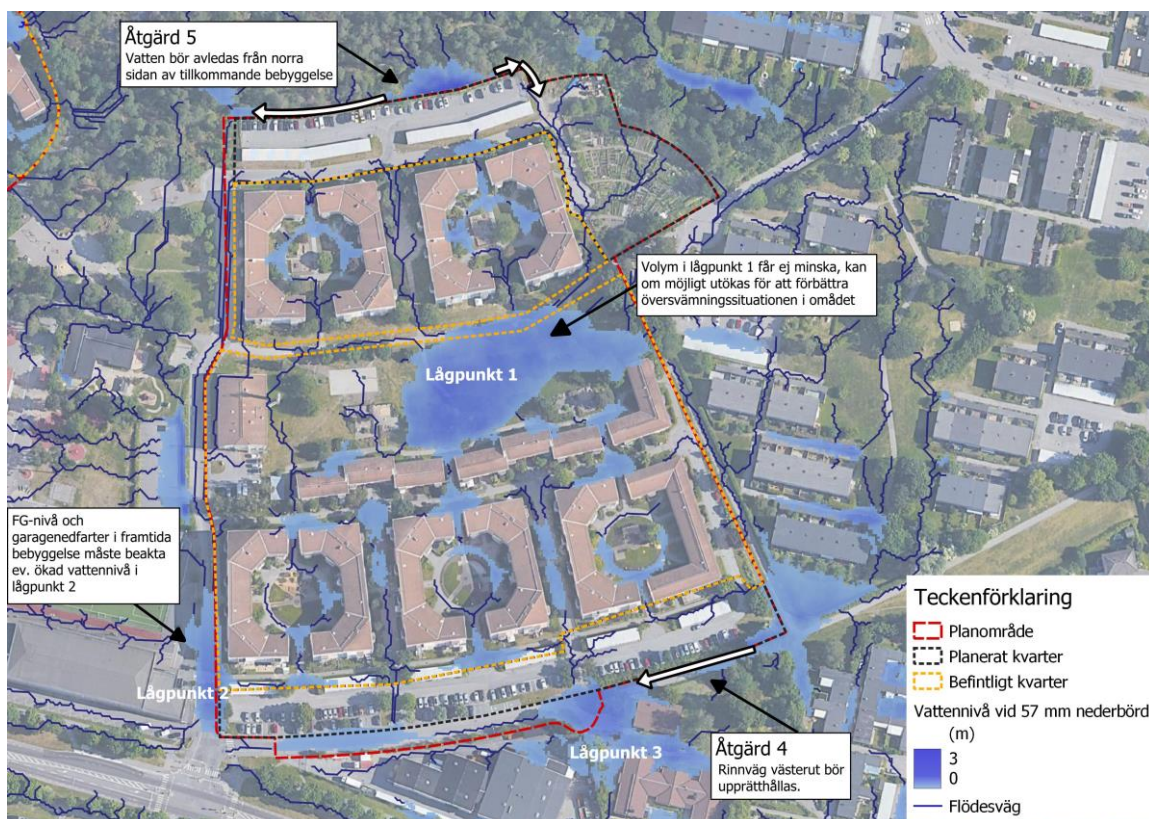 Åtgärd 5
Vatten bör avledas från norra
sidan av tillkommande bebyggelse
Volym i lågpunkt 1 får ej minska, kan
om möjligt utökas för att förbättra
översvämningssituationen i omådet
Lågpunkt 1
FG-nivå och
garagenedfarter i framtida
bebyggelse måste beakta
ev. ökad vattennivå i
lågpunkt 2
Lågpunkt 2
Lågpunkt 3
Åtgärd 4
Rinnväg västerut bör
upprätthållas.
Teckenförklaring
Planområde
Planerat kvarter
Befintligt kvarter
Vattennivå vid 57 mm nederbörd
(m)
3
0
Flödesväg